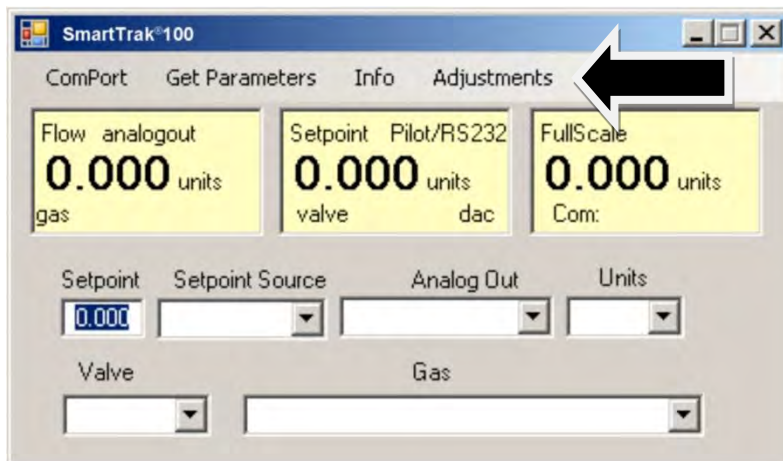 SmartTrak®100
ComPort Get Parameters Info Adjustments
Flow analogout
0.000 units
gas
Setpoint Pilot/RS232
0.000 units
valve dac
FullScale
0.000 units
Com:
Setpoint Setpoint Source Analog Out Units
0.000
Valve Gas